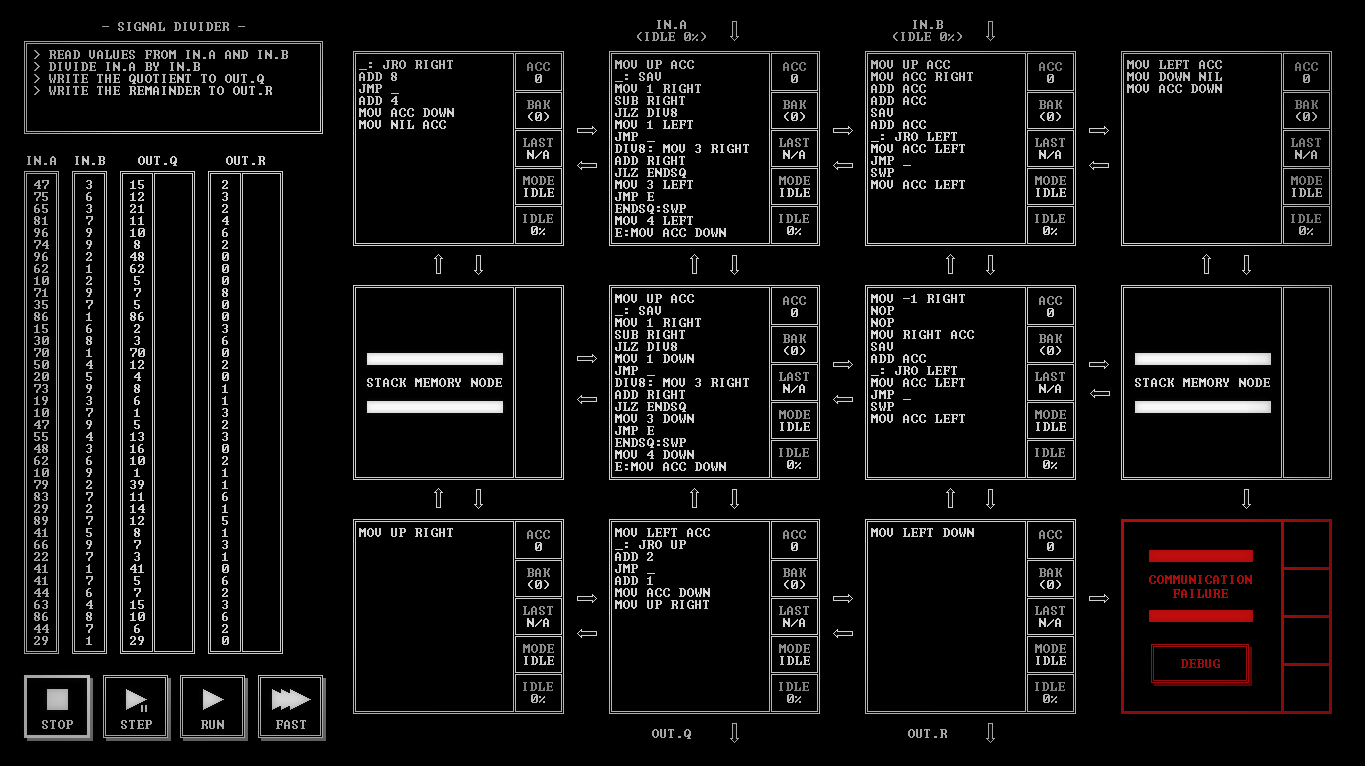 - SIGNAL DIVIDER -
> READ VALUES FROM IN.A AND IN.B
> DIVIDE IN.A BY IN.B
> WRITE THE QUOTIENT TO OUT.Q
> WRITE THE REMAINDER TO OUT.R
IN.A IN.B OUT.Q OUT.R
47 3 15 2
75 6 12 3
65 3 21 2
81 7 11 4
96 9 10 6
74 9 8 2
96 2 48 0
62 1 62 0
10 2 5 0
71 9 7 8
35 7 5 0
86 1 86 0
15 6 2 3
30 8 3 6
70 1 70 0
50 4 12 2
20 5 4 0
73 9 8 1
19 3 6 1
10 7 1 3
47 9 5 2
55 4 13 3
48 3 16 0
62 6 10 2
10 9 1 1
79 2 39 1
83 7 11 6
29 2 14 1
89 7 12 5
41 5 8 1
66 9 7 3
22 7 3 1
41 1 41 0
41 7 5 6
44 6 7 2
63 4 15 3
86 8 10 6
44 7 6 2
29 1 29 0
STOP
STEP
RUN
FAST
IN.A
(IDLE 0%)
IN.B
(IDLE 0%)
_: JRO RIGHT
ADD 8
JMP _
ADD 4
MOV ACC DOWN
MOV NIL ACC
ACC
0
BAK
(0)
LAST
N/A
MODE
IDLE
IDLE
0%
MOV UP ACC
_: SAV
MOV 1 RIGHT
SUB RIGHT
JLZ DIV8
MOV 1 LEFT
JMP _
DIV8: MOV 3 RIGHT
ADD RIGHT
JLZ ENDSQ
MOV 3 LEFT
JMP E
ENDSQ:SWP
MOV 4 LEFT
E:MOV ACC DOWN
ACC
0
BAK
(0)
LAST
N/A
MODE
IDLE
IDLE
0%
MOV UP ACC
MOV ACC RIGHT
ADD ACC
ADD ACC
SAV
ADD ACC
_: JRO LEFT
MOV ACC LEFT
JMP _
SWP
MOV ACC LEFT
ACC
0
BAK
(0)
LAST
N/A
MODE
IDLE
IDLE
0%
MOV LEFT ACC
MOV DOWN NIL
MOV ACC DOWN
ACC
0
BAK
(0)
LAST
N/A
MODE
IDLE
IDLE
0%
STACK MEMORY NODE
MOV UP ACC
_: SAV
MOV 1 RIGHT
SUB RIGHT
JLZ DIV8
MOV 1 DOWN
JMP _
DIV8: MOV 3 RIGHT
ADD RIGHT
JLZ ENDSQ
MOV 3 DOWN
JMP E
ENDSQ:SWP
MOV 4 DOWN
E:MOV ACC DOWN
ACC
0
BAK
(0)
LAST
N/A
MODE
IDLE
IDLE
0%
MOV -1 RIGHT
NOP
NOP
MOV RIGHT ACC
SAV
ADD ACC
_: JRO LEFT
MOV ACC LEFT
JMP _
SWP
MOV ACC LEFT
ACC
0
BAK
(0)
LAST
N/A
MODE
IDLE
IDLE
0%
STACK MEMORY NODE
MOV UP RIGHT
ACC
0
BAK
(0)
LAST
N/A
MODE
IDLE
IDLE
0%
MOV LEFT ACC
_: JRO UP
ADD 2
JMP _
ADD 1
MOV ACC DOWN
MOV UP RIGHT
ACC
0
BAK
(0)
LAST
N/A
MODE
IDLE
IDLE
0%
MOV LEFT DOWN
ACC
0
BAK
(0)
LAST
N/A
MODE
IDLE
IDLE
0%
COMMUNICATION
FAILURE
DEBUG
OUT.Q
OUT.R